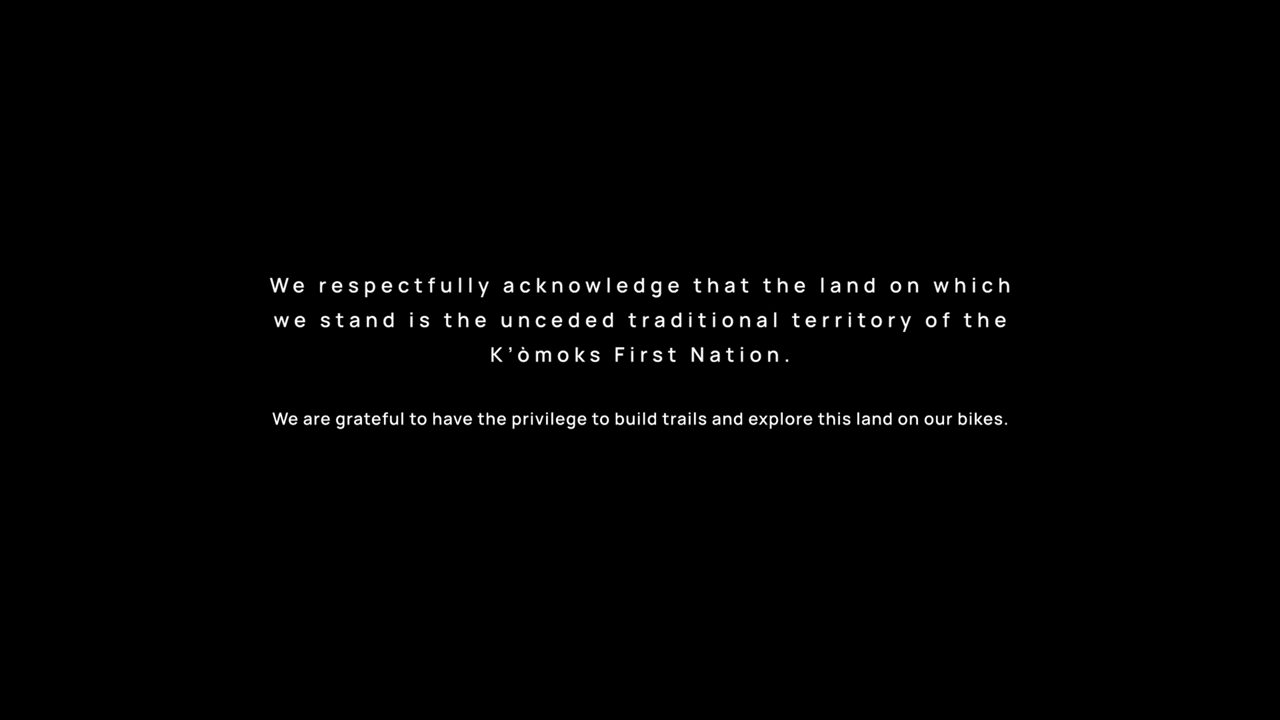 We respectfully acknowledge that the land on which
we stand is the unceded traditional territory of the
K’òmoks First Nation.
We are grateful to have the privilege to build trails and explore this land on our bikes.